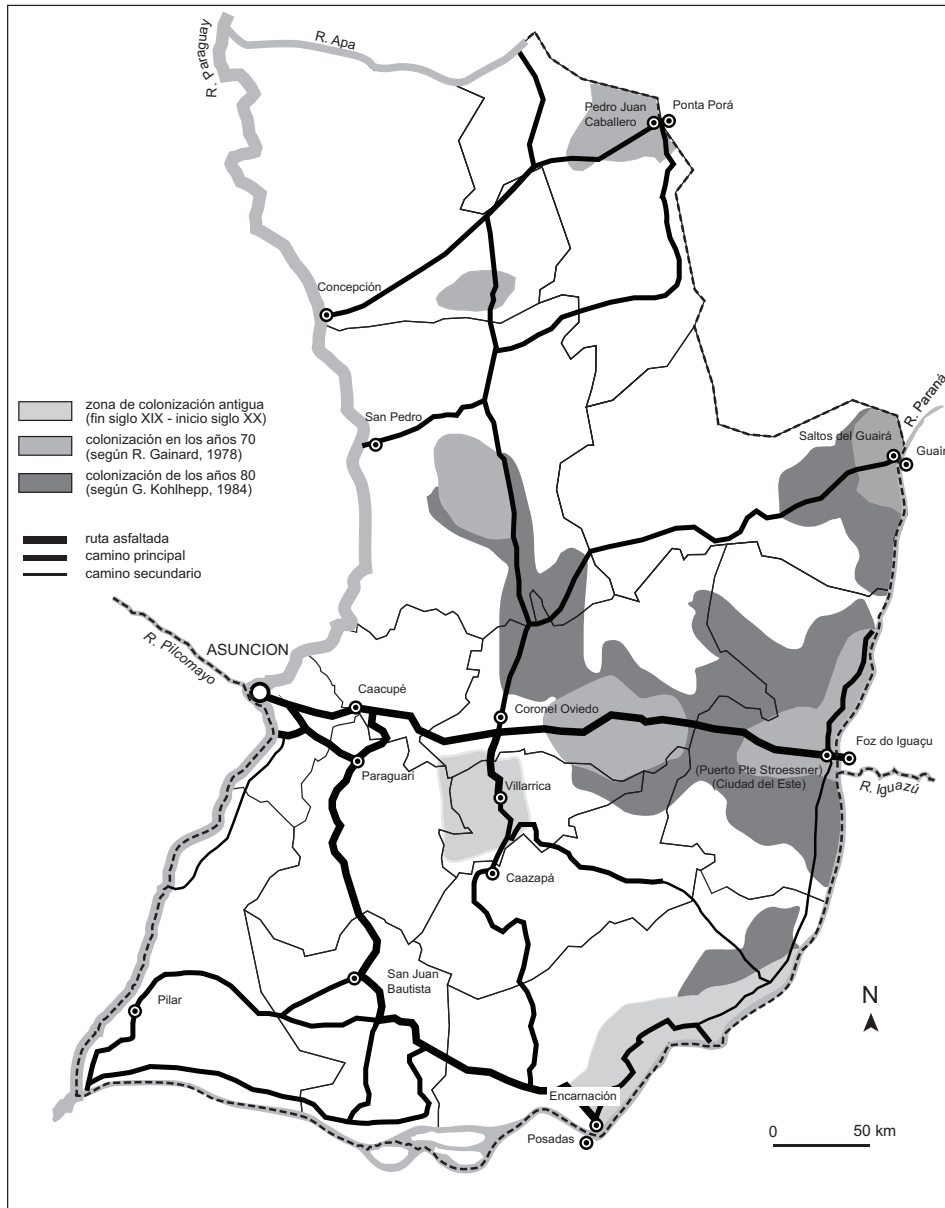 R. Paraguay
R. Apa
Pedro Juan
Caballero
Ponta Porá
Concepción
zona de colonización antigua
(fin siglo XIX - inicio siglo XX)
colonización en los años 70
(según R. Gainard, 1978)
colonización de los años 80
(según G. Kohlhepp, 1984)
ruta asfaltada
camino principal
camino secundario
San Pedro
R. Paraná
Saltos del Guairá
Guaír
R. Pilcomayo
ASUNCION
Caacupé
Coronel Oviedo
Foz do Iguaçu
Paraguarí
(Puerto Pte Stroessner)
(Ciudad del Este)
R. Iguazú
Villarrica
Caazapá
San Juan
Bautista
Pilar
N
Encarnación
Posadas
0 50 km